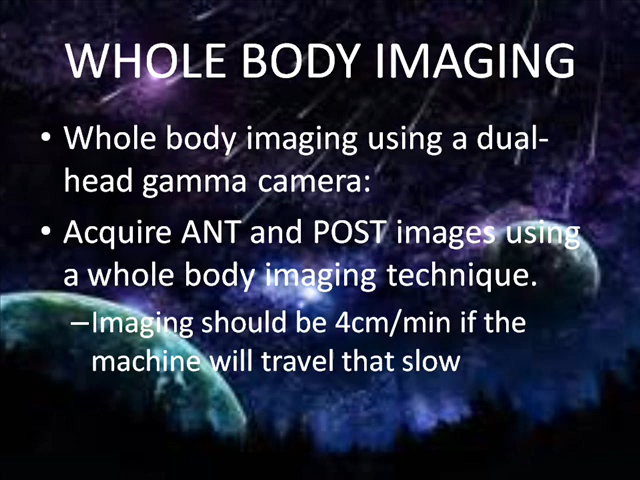 WHOLE BODY IMAGING
• Whole body imaging using a dual-
head gamma camera:
• Acquire ANT and POST images using
a whole body imaging technique.
–Imaging should be 4cm/min if the
machine will travel that slow